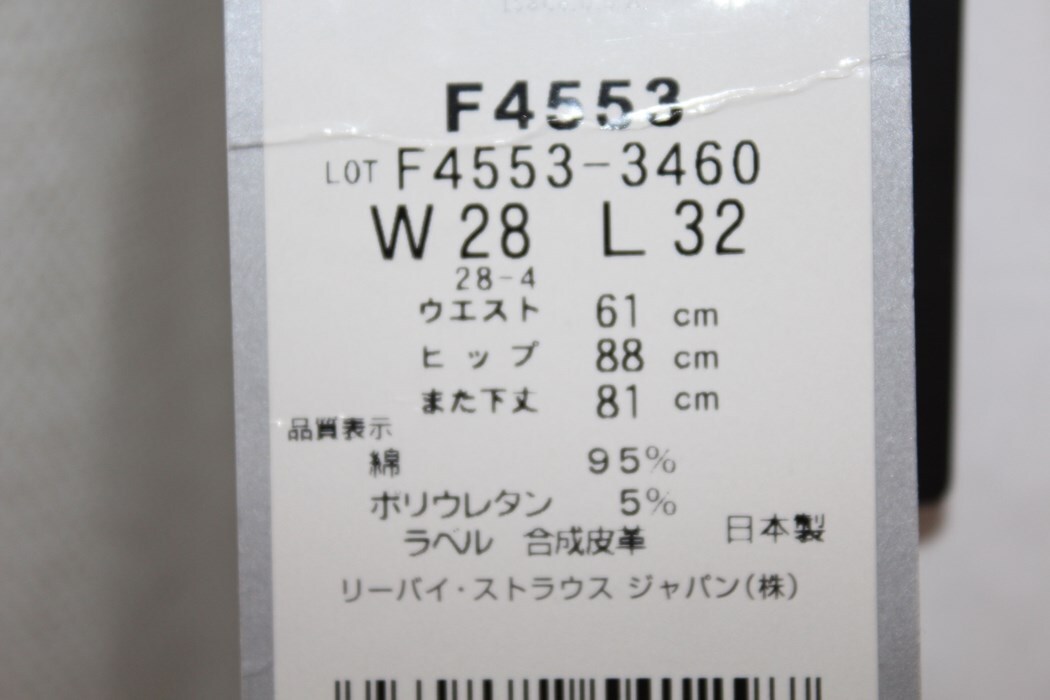 F4553
LOT F4553-3460
W 28 L 32
28-4
ウエスト 61 cm
ヒップ 88 cm
また下丈 81 cm
品質表示
綿 95%
ポリウレタン 5%
ラベル 合成皮革 日本製
リーバイ・ストラウス ジャパン(株)